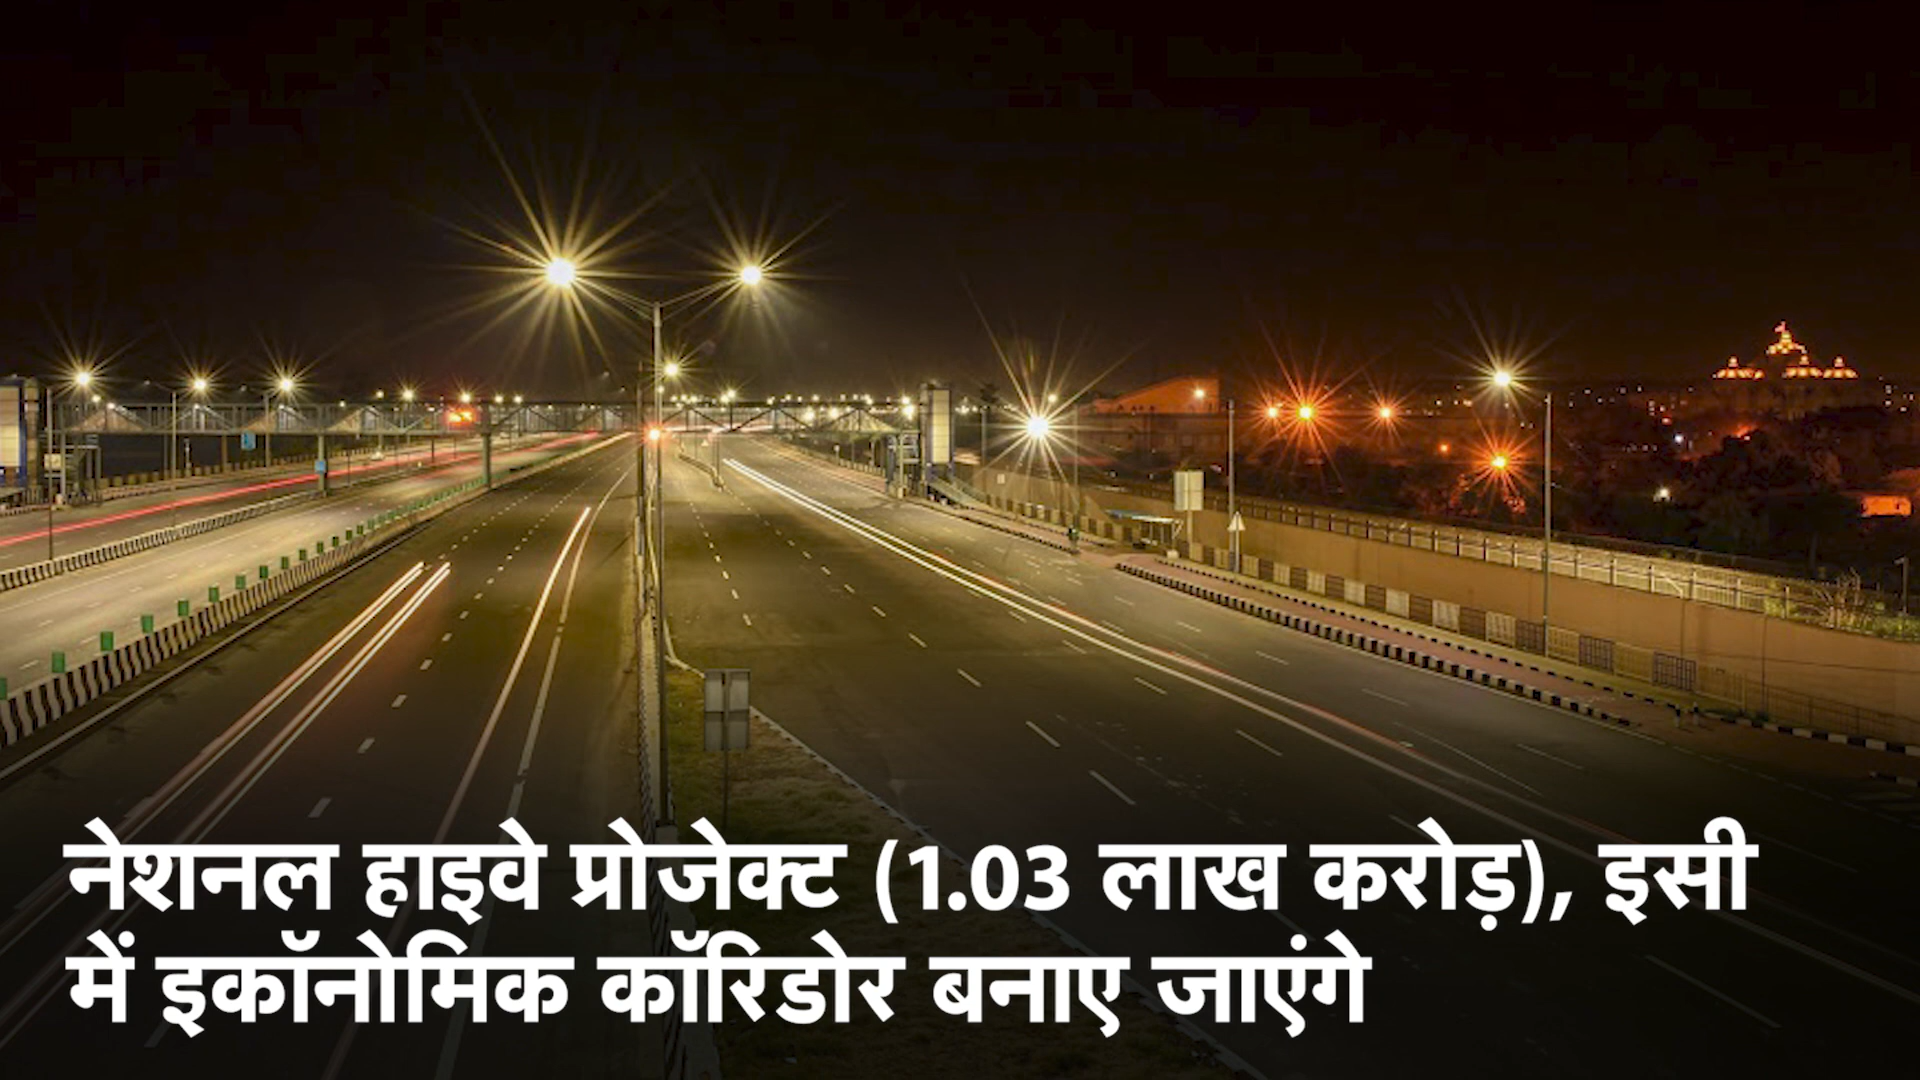 नेशनल हाइवे प्रोजेक्ट (1.03 लाख करोड़), इसी
में इकॉनोमिक कॉरिडोर बनाए जाएंगे